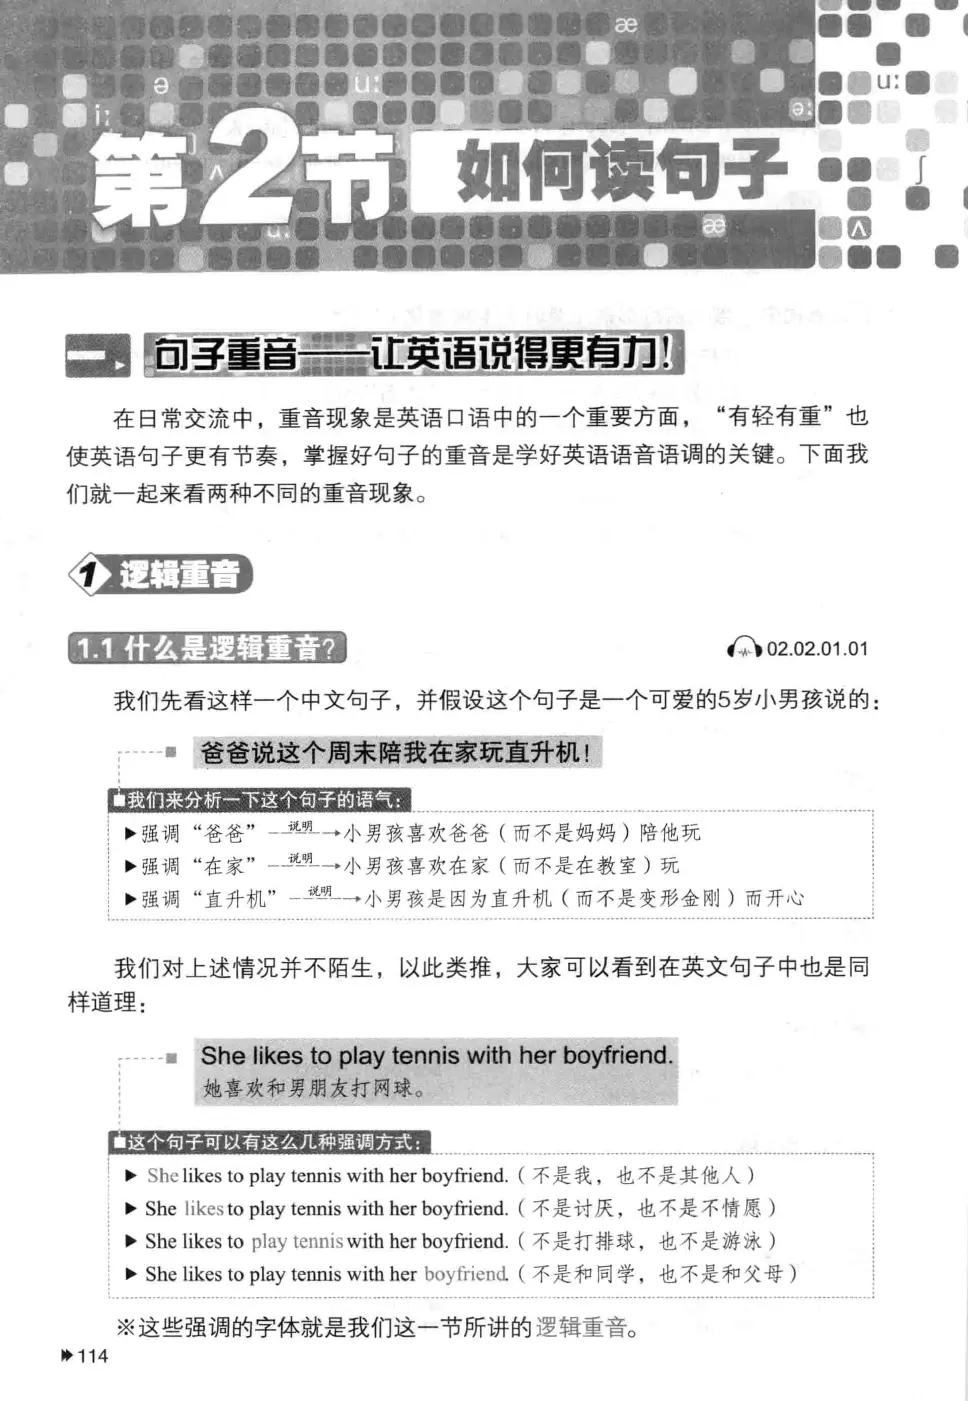 æ
ə
u:
u:
i:
ə:
第2节 如何读句子
ʌ
ʃ
u:
æ
ʌ
一 句子重音——让英语说得更有力！
在日常交流中，重音现象是英语口语中的一个重要方面，“有轻有重”也
使英语句子更有节奏，掌握好句子的重音是学好英语语音语调的关键。下面我
们就一起来看两种不同的重音现象。
1 逻辑重音
1.1 什么是逻辑重音？ 02.02.01.01
我们先看这样一个中文句子，并假设这个句子是一个可爱的5岁小男孩说的：
爸爸说这个周末陪我在家玩直升机！
我们来分析一下这个句子的语气：
▶强调“爸爸” 说明→小男孩喜欢爸爸（而不是妈妈）陪他玩
▶强调“在家” 说明→小男孩喜欢在家（而不是在教室）玩
▶强调“直升机” 说明→小男孩是因为直升机（而不是变形金刚）而开心
我们对上述情况并不陌生，以此类推，大家可以看到在英文句子中也是同
样道理：
She likes to play tennis with her boyfriend.
她喜欢和男朋友打网球。
这个句子可以有这么几种强调方式：
▶ She likes to play tennis with her boyfriend.（不是我，也不是其他人）
▶ She likes to play tennis with her boyfriend.（不是讨厌，也不是不情愿）
▶ She likes to play tennis with her boyfriend.（不是打排球，也不是游泳）
▶ She likes to play tennis with her boyfriend.（不是和同学，也不是和父母）
※这些强调的字体就是我们这一节所讲的逻辑重音。
114